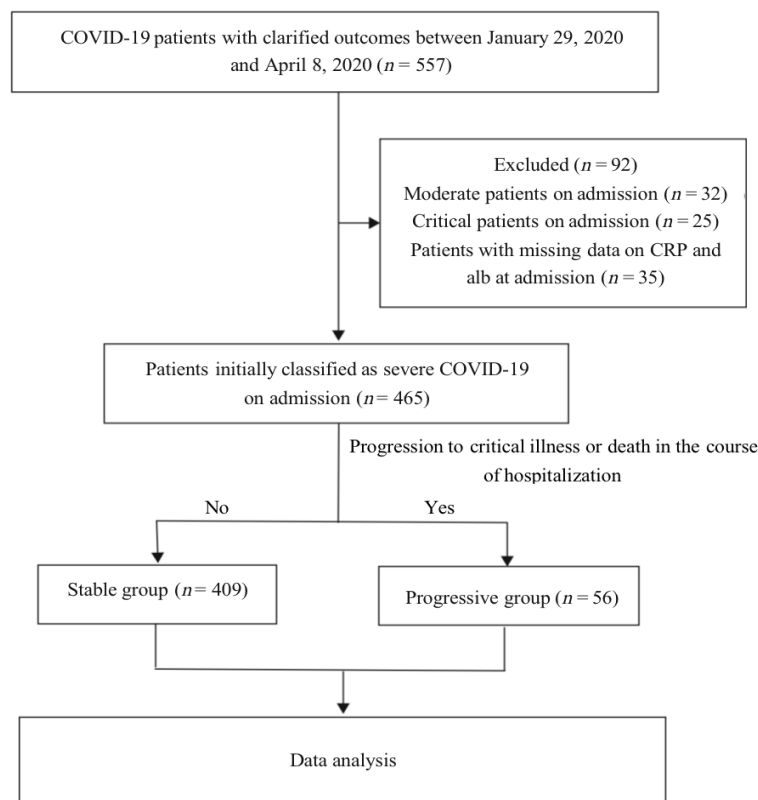 COVID-19 patients with clarified outcomes between January 29, 2020
and April 8, 2020 (n = 557)
Excluded (n = 92)
Moderate patients on admission (n = 32)
Critical patients on admission (n = 25)
Patients with missing data on CRP and
alb at admission (n = 35)
Patients initially classified as severe COVID-19
on admission (n= 465)
Progression to critical illness or death in the course
of hospitalization
No
Yes
Stable group (n= 409)
Progressive group (n = 56)
Data analysis